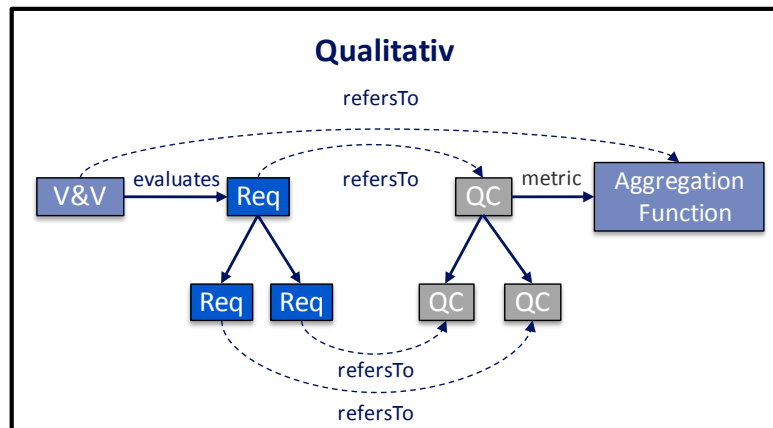 Qualitativ
refersTo
V&V
evaluates
Req
refersTo
QC
metric
Aggregation
Function
Req
Req
QC
QC
refersTo
refersTo